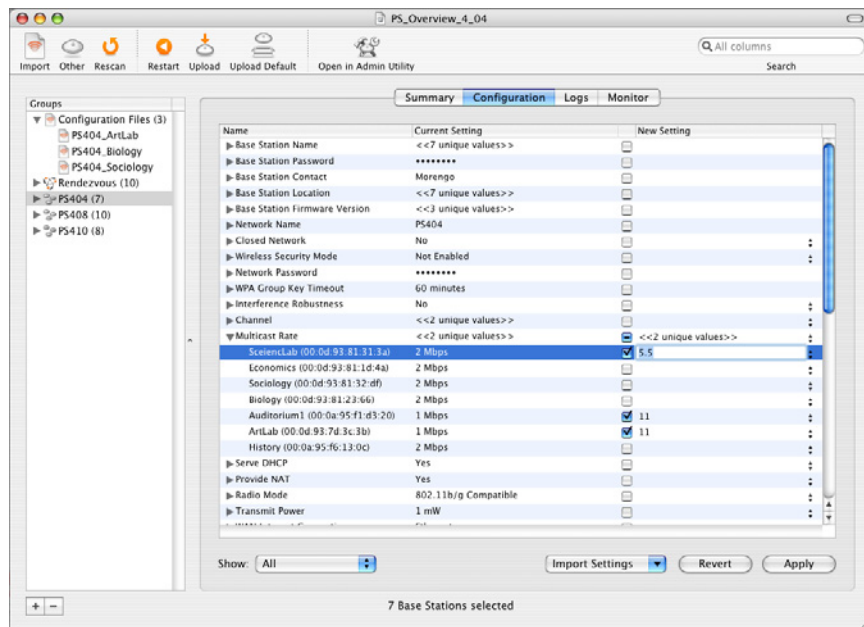 PS_Overview_4_04
Import Other Rescan Restart Upload Upload Default Open in Admin Utility
All columns
Search
Summary Configuration Logs Monitor
Groups
Configuration Files (3)
PS404_ArtLab
PS404_Biology
PS404_Sociology
Rendezvous (10)
PS404 (7)
PS408 (10)
PS410 (8)
Name Current Setting New Setting
Base Station Name <<7 unique values>>
Base Station Password ••••••••
Base Station Contact Morengo
Base Station Location <<7 unique values>>
Base Station Firmware Version <<3 unique values>>
Network Name PS404
Closed Network No
Wireless Security Mode Not Enabled
Network Password ••••••••
WPA Group Key Timeout 60 minutes
Interference Robustness No
Channel <<2 unique values>>
Multicast Rate <<2 unique values>> <<2 unique values>>
SceiencLab (00:0d:93:81:31:3a) 2 Mbps 5.5
Economics (00:0d:93:81:1d:4a) 2 Mbps
Sociology (00:0d:93:81:32:df) 2 Mbps
Biology (00:0d:93:81:23:66) 2 Mbps
Auditorium1 (00:0a:95:f1:d3:20) 1 Mbps 11
ArtLab (00:0d:93:7d:3c:3b) 1 Mbps 11
History (00:0a:95:f6:13:0c) 2 Mbps
Serve DHCP Yes
Provide NAT Yes
Radio Mode 802.11b/g Compatible
Transmit Power 1 mW
Show: All Import Settings Revert Apply
7 Base Stations selected